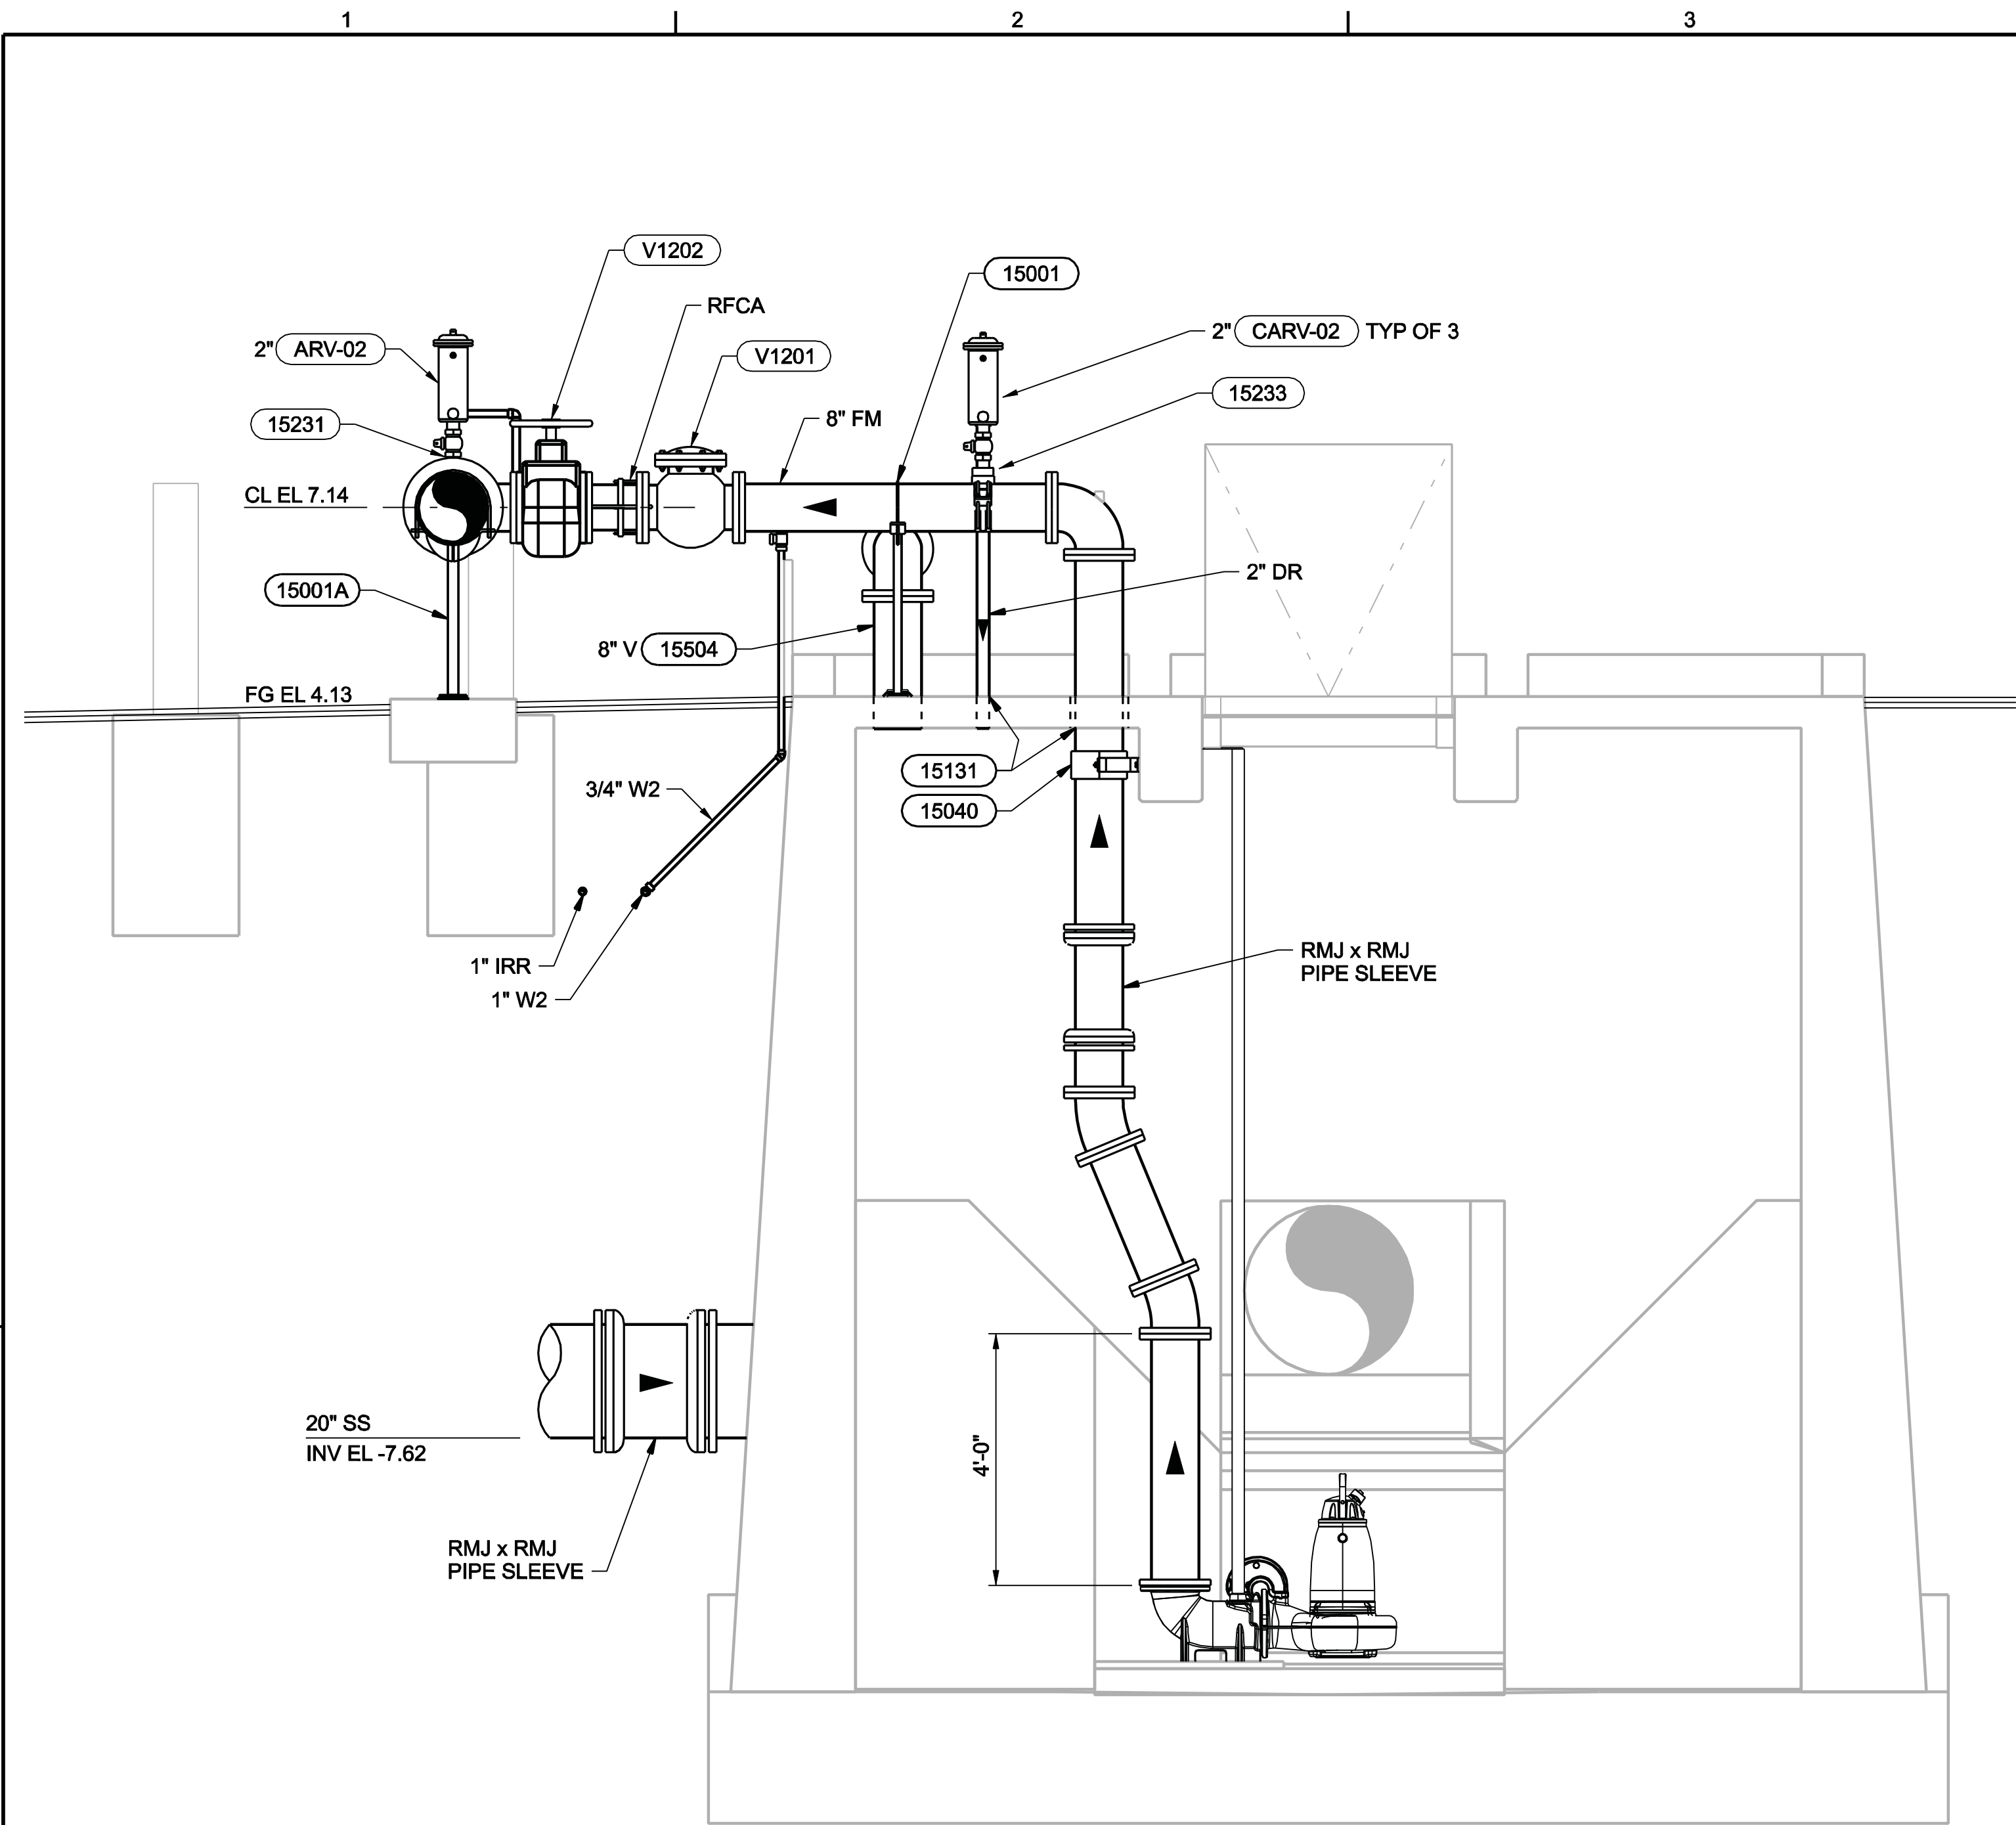 1
2
3
V1202
15001
RFCA
2" CARV-02 TYP OF 3
2" ARV-02
V1201
15233
15231
8" FM
CL EL 7.14
2" DR
15001A
8" V 15504
FG EL 4.13
15131
3/4" W2
15040
RMJ x RMJ
PIPE SLEEVE
1" IRR
1" W2
20" SS
INV EL -7.62
4'-0"
RMJ x RMJ
PIPE SLEEVE